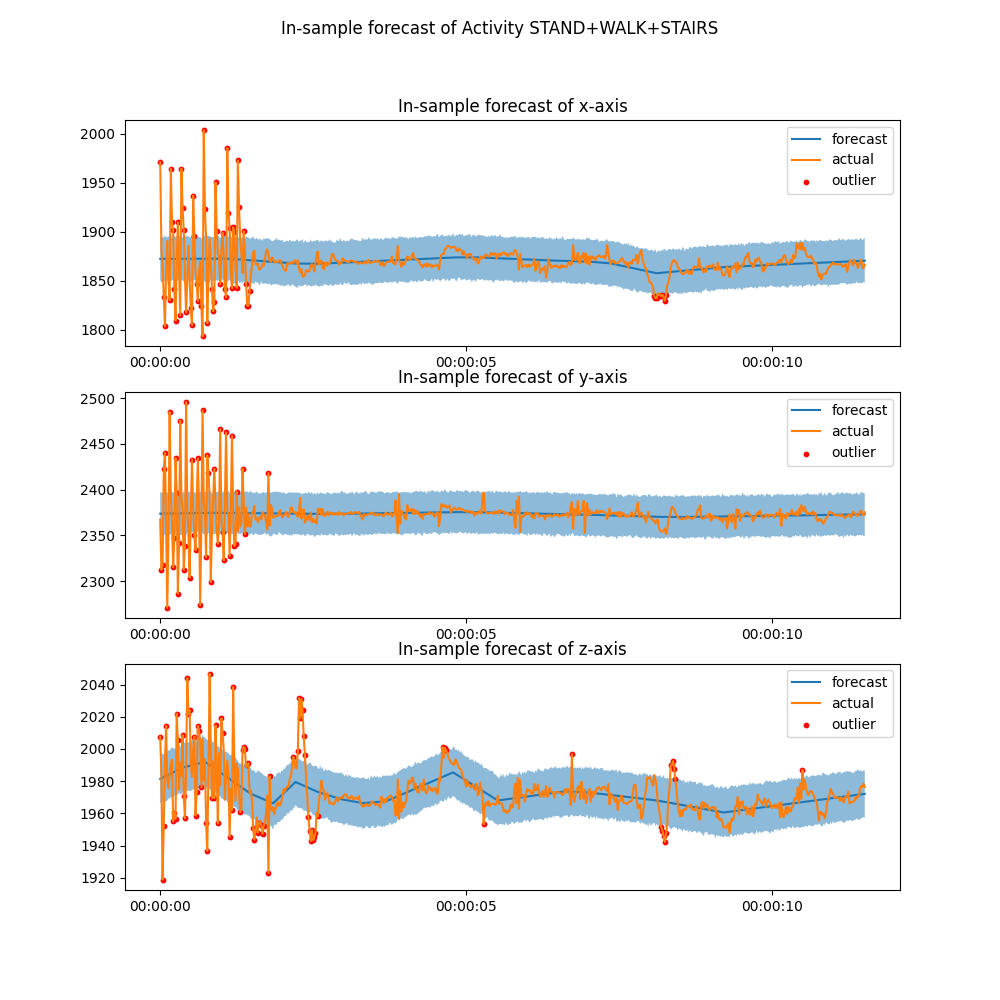 In-sample forecast of Activity STAND+WALK+STAIRS
In-sample forecast of x-axis
2000
1950
1900
1850
1800
forecast
actual
outlier
00:00:00 00:00:05 00:00:10
In-sample forecast of y-axis
2500
2450
2400
2350
2300
forecast
actual
outlier
00:00:00 00:00:05 00:00:10
In-sample forecast of z-axis
2040
2020
2000
1980
1960
1940
1920
forecast
actual
outlier
00:00:00 00:00:05 00:00:10